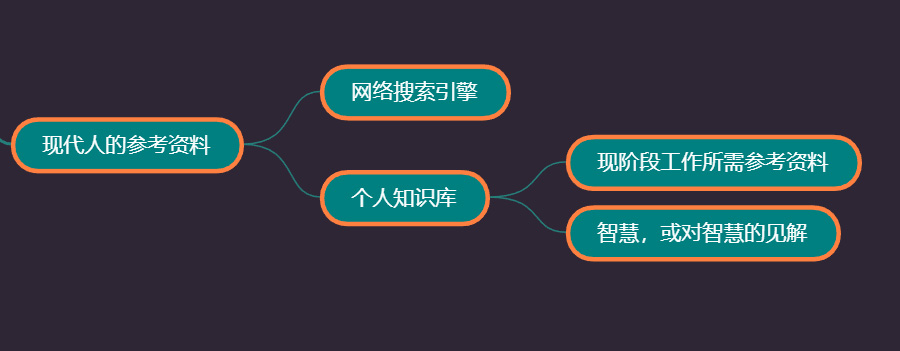 网络搜索引擎
现代人的参考资料
现阶段工作所需参考资料
个人知识库
智慧，或对智慧的见解